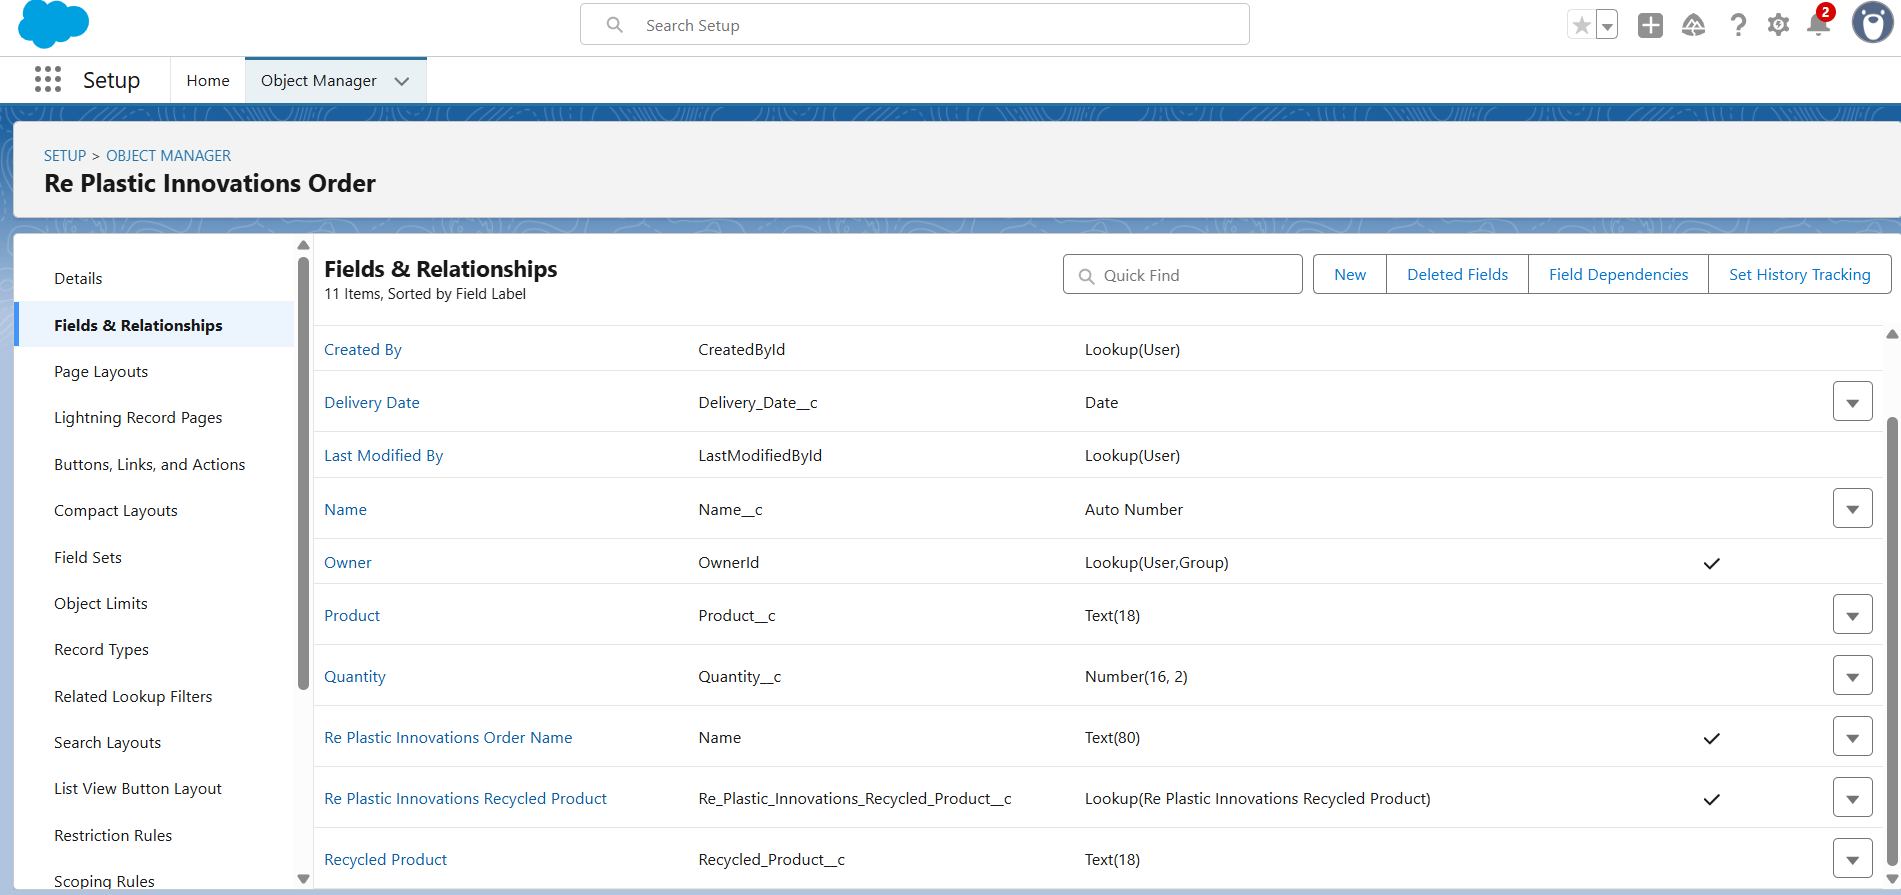 Search Setup
2
Setup
Home
Object Manager
SETUP > OBJECT MANAGER
Re Plastic Innovations Order
Details
Fields & Relationships
Page Layouts
Lightning Record Pages
Buttons, Links, and Actions
Compact Layouts
Field Sets
Object Limits
Record Types
Related Lookup Filters
Search Layouts
List View Button Layout
Restriction Rules
Scoping Rules
Fields & Relationships
11 Items, Sorted by Field Label
Quick Find
New
Deleted Fields
Field Dependencies
Set History Tracking
Created By CreatedById Lookup(User)
Delivery Date Delivery_Date__c Date
Last Modified By LastModifiedById Lookup(User)
Name Name__c Auto Number
Owner OwnerId Lookup(User,Group)
Product Product__c Text(18)
Quantity Quantity__c Number(16, 2)
Re Plastic Innovations Order Name Name Text(80)
Re Plastic Innovations Recycled Product Re_Plastic_Innovations_Recycled_Product__c Lookup(Re Plastic Innovations Recycled Product)
Recycled Product Recycled_Product__c Text(18)